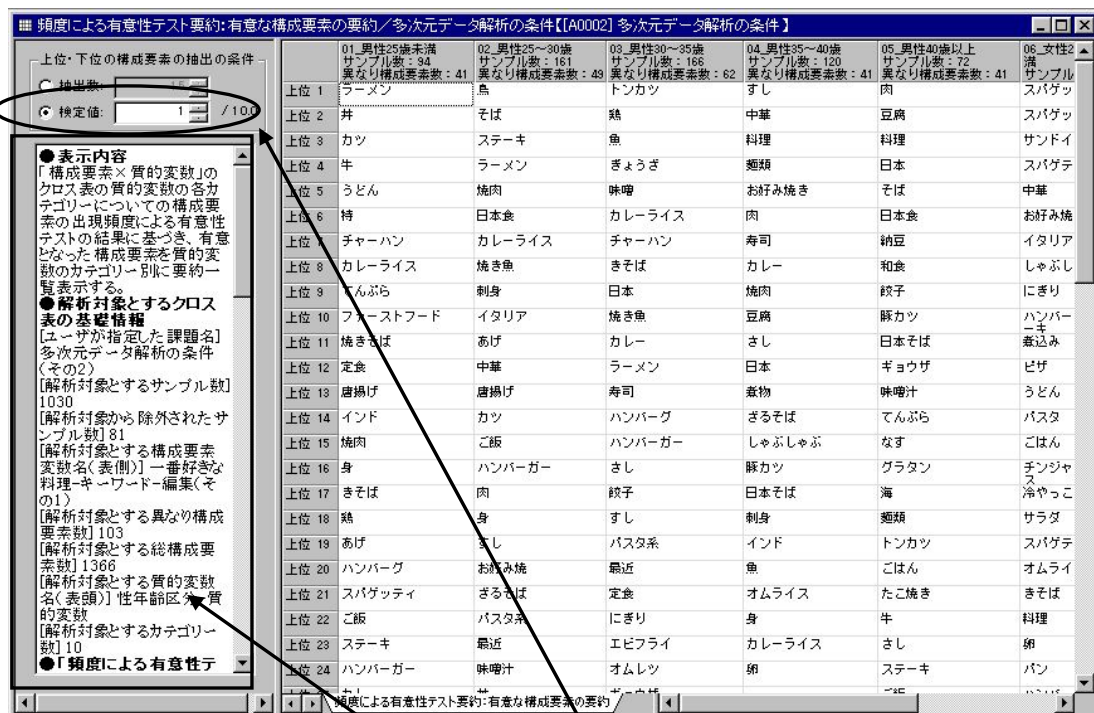 頻度による有意性テスト要約:有意な構成要素の要約／多次元データ解析の条件【[A0002] 多次元データ解析の条件 】
上位・下位の構成要素の抽出の条件
抽出数: 15
検定値: 1 / 10.0
●表示内容
「構成要素×質的変数」の
クロス表の質的変数の各カ
テゴリーについての構成要
素の出現頻度による有意性
テストの結果に基づき、有意
となった構成要素を質的変
数のカテゴリー別に要約一
覧表示する。
●解析対象とするクロス
表の基礎情報
[ユーザが指定した課題名]
多次元データ解析の条件
(その2)
[解析対象とするサンプル数]
1030
[解析対象から除外されたサ
ンプル数] 81
[解析対象とする構成要素
変数名(表側)] 一番好きな
料理-キーワード-編集(そ
の1)
[解析対象とする異なり構成
要素数] 103
[解析対象とする総構成要
素数] 1366
[解析対象とする質的変数
名(表頭)] 性年齢区分-質
的変数
[解析対象とするカテゴリー
数] 10
●「頻度による有意性テ
01_男性25歳未満 02_男性25～30歳 03_男性30～35歳 04_男性35～40歳 05_男性40歳以上 06_女性2
サンプル数：94 サンプル数：161 サンプル数：166 サンプル数：120 サンプル数：72 満
異なり構成要素数：41 異なり構成要素数：49 異なり構成要素数：62 異なり構成要素数：41 異なり構成要素数：41 サンプル
上位 1 ラーメン 魚 トンカツ すし 肉 スパゲッ
上位 2 丼 そば 鶏 中華 豆腐 スパゲッ
上位 3 カツ ステーキ 魚 料理 料理 サンドイ
上位 4 牛 ラーメン ぎょうざ 麺類 日本 スパゲテ
上位 5 うどん 焼肉 味噌 お好み焼き そば 中華
上位 6 特 日本食 カレーライス 肉 日本食 お好み焼
上位 7 チャーハン カレーライス チャーハン 寿司 納豆 イタリア
上位 8 カレーライス 焼き魚 きそば カレー 和食 しゃぶし
上位 9 てんぷら 刺身 日本 焼肉 餃子 にぎり
上位 10 ファーストフード イタリア 焼き魚 豆腐 豚カツ ハンバー
ーキ
上位 11 焼きそば あげ カレー さし 日本そば 煮込み
上位 12 定食 中華 ラーメン 日本 ギョウザ ピザ
上位 13 唐揚げ 唐揚げ 寿司 煮物 味噌汁 うどん
上位 14 インド カツ ハンバーグ ざるそば てんぷら パスタ
上位 15 焼肉 ご飯 ハンバーガー しゃぶしゃぶ なす ごはん
上位 16 身 ハンバーガー さし 豚カツ グラタン チンジャ
ス
上位 17 きそば 肉 餃子 日本そば 海 冷やっこ
上位 18 鶏 身 すし 刺身 麺類 サラダ
上位 19 あげ すし パスタ系 インド トンカツ スパゲテ
上位 20 ハンバーグ お好み焼 最近 魚 ごはん オムライ
上位 21 スパゲッティ ざるそば 定食 オムライス たこ焼き きそば
上位 22 ご飯 パスタ系 にぎり 身 牛 料理
上位 23 ステーキ 最近 エビフライ カレーライス さし 卵
上位 24 ハンバーガー 味噌汁 オムレツ 卵 ステーキ パン
頻度による有意性テスト要約:有意な構成要素の要約